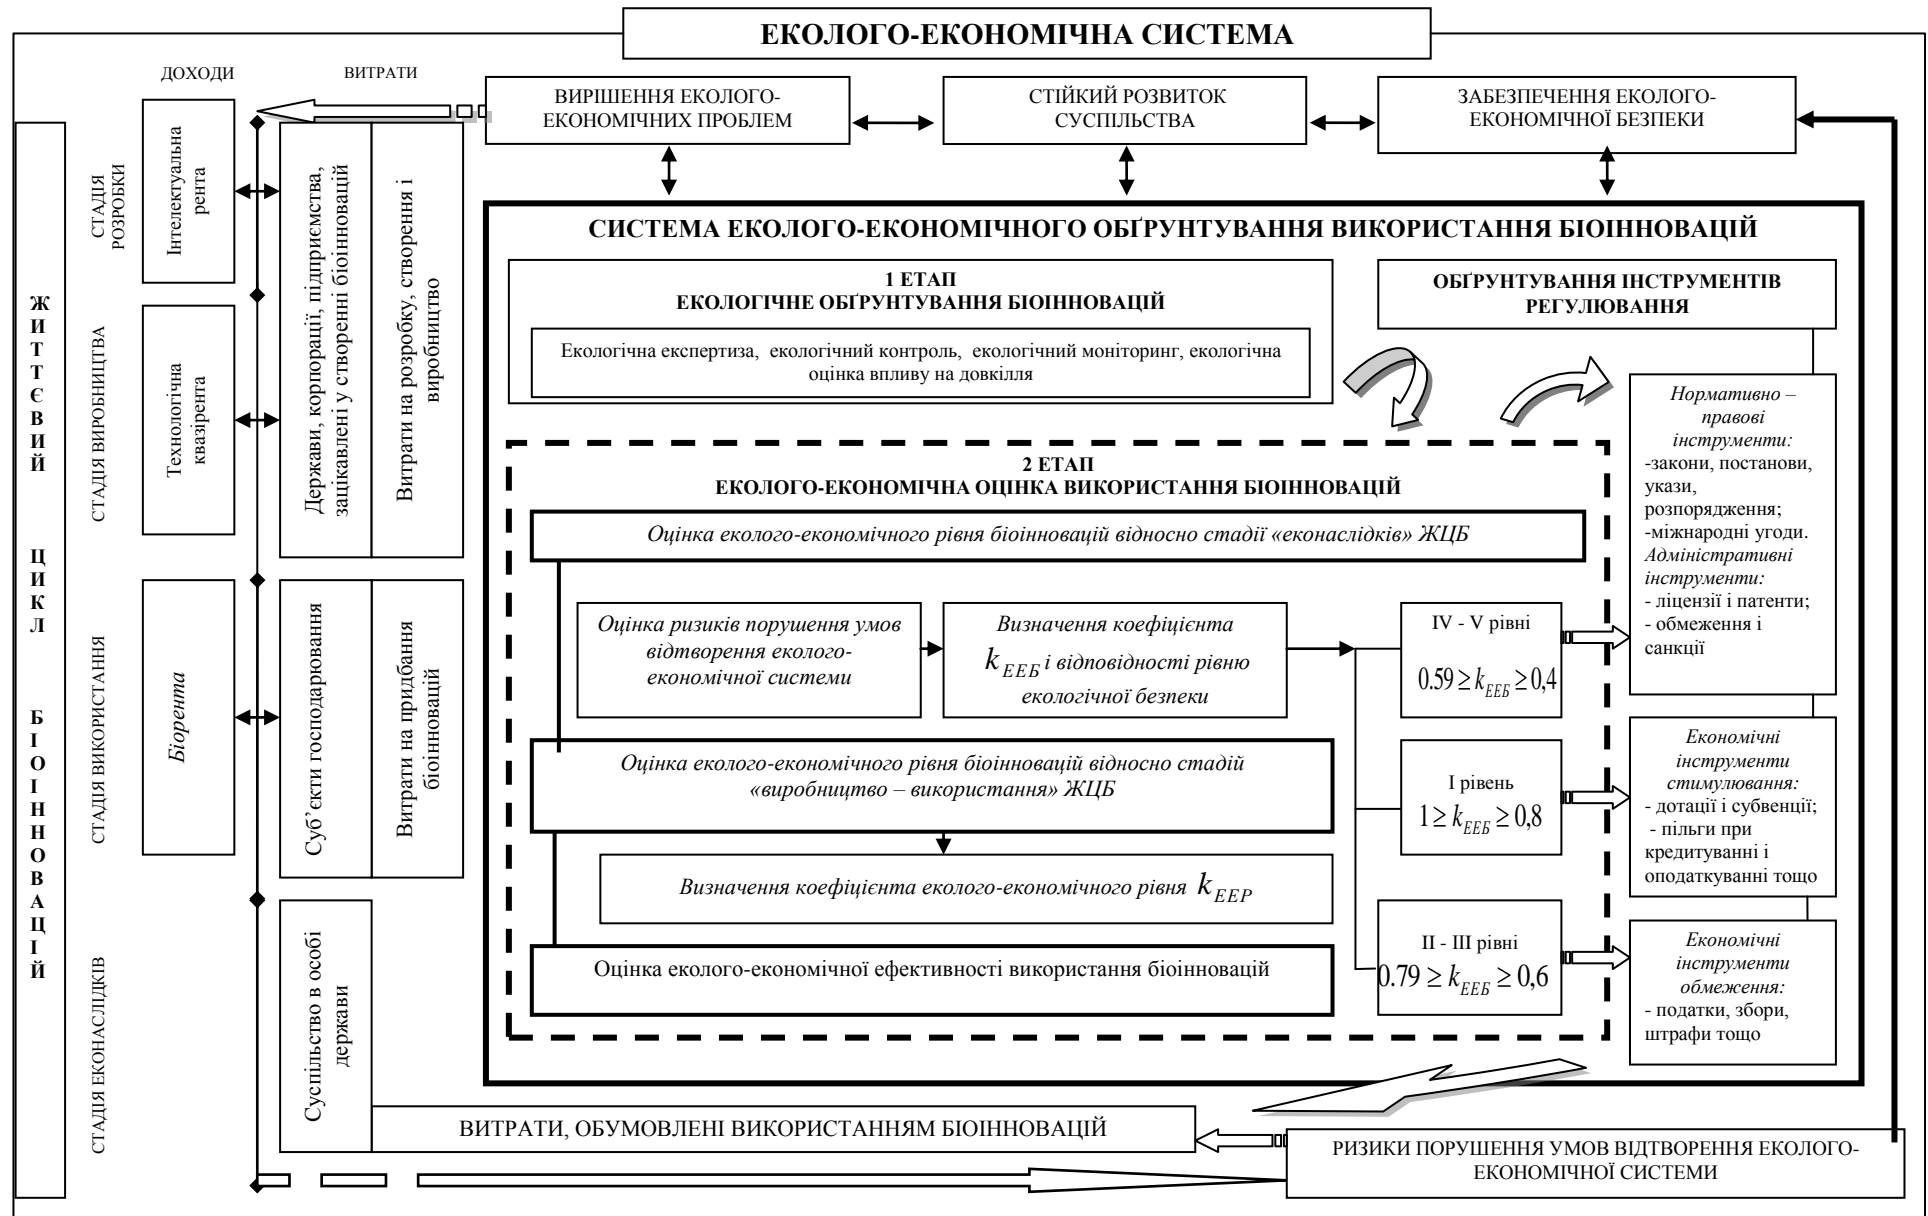 ЕКОЛОГО-ЕКОНОМІЧНА СИСТЕМА
ДОХОДИ
ВИТРАТИ
ВИРІШЕННЯ ЕКОЛОГО-
ЕКОНОМІЧНИХ ПРОБЛЕМ
СТІЙКИЙ РОЗВИТОК
СУСПІЛЬСТВА
ЗАБЕЗПЕЧЕННЯ ЕКОЛОГО-
ЕКОНОМІЧНОЇ БЕЗПЕКИ
ЖИТТЄВИЙ ЦИКЛ БІОІННОВАЦІЙ
СТАДІЯ
РОЗРОБКИ
Інтелектуальна
рента
СТАДІЯ ВИРОБНИЦТВА
Технологічна
квазірента
Держави, корпорації, підприємства,
зацікавлені у створенні біоінновацій
Витрати на розробку, створення і
виробництво
СТАДІЯ ВИКОРИСТАННЯ
Біорента
Суб’єкти господарювання
Витрати на придбання
біоінновацій
СТАДІЯ ЕКОНАСЛІДКІВ
Суспільство в особі
держави
СИСТЕМА ЕКОЛОГО-ЕКОНОМІЧНОГО ОБҐРУНТУВАННЯ ВИКОРИСТАННЯ БІОІННОВАЦІЙ
1 ЕТАП
ЕКОЛОГІЧНЕ ОБҐРУНТУВАННЯ БІОІННОВАЦІЙ
Екологічна експертиза, екологічний контроль, екологічний моніторинг, екологічна
оцінка впливу на довкілля
ОБҐРУНТУВАННЯ ІНСТРУМЕНТІВ
РЕГУЛЮВАННЯ
2 ЕТАП
ЕКОЛОГО-ЕКОНОМІЧНА ОЦІНКА ВИКОРИСТАННЯ БІОІННОВАЦІЙ
Оцінка еколого-економічного рівня біоінновацій відносно стадії «еконаслідків» ЖЦБ
Оцінка ризиків порушення умов
відтворення еколого-
економічної системи
Визначення коефіцієнта
k ЕЕБ і відповідності рівню
екологічної безпеки
IV - V рівні
0.59 ≥ k ЕЕБ ≥ 0,4
Оцінка еколого-економічного рівня біоінновацій відносно стадій
«виробництво – використання» ЖЦБ
І рівень
1 ≥ k ЕЕБ ≥ 0,8
Визначення коефіцієнта еколого-економічного рівня k ЕЕР
Оцінка еколого-економічної ефективності використання біоінновацій
ІІ - ІІІ рівні
0.79 ≥ k ЕЕБ ≥ 0,6
Нормативно –
правові
інструменти:
-закони, постанови,
укази,
розпорядження;
-міжнародні угоди.
Адміністративні
інструменти:
- ліцензії і патенти;
- обмеження і
санкції
Економічні
інструменти
стимулювання:
- дотації і субвенції;
- пільги при
кредитуванні і
оподаткуванні тощо
Економічні
інструменти
обмеження:
- податки, збори,
штрафи тощо
ВИТРАТИ, ОБУМОВЛЕНІ ВИКОРИСТАННЯМ БІОІННОВАЦІЙ
РИЗИКИ ПОРУШЕННЯ УМОВ ВІДТВОРЕННЯ ЕКОЛОГО-
ЕКОНОМІЧНОЇ СИСТЕМИ